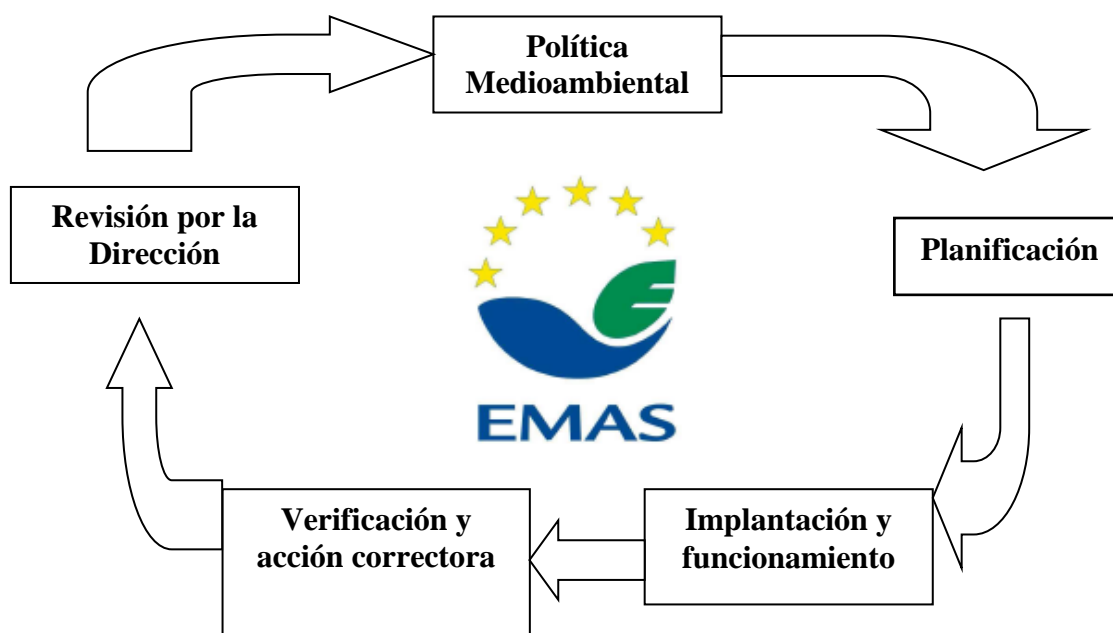 Política
Medioambiental
Revisión por la
Dirección
Planificación
EMAS
Verificación y
acción correctora
Implantación y
funcionamiento